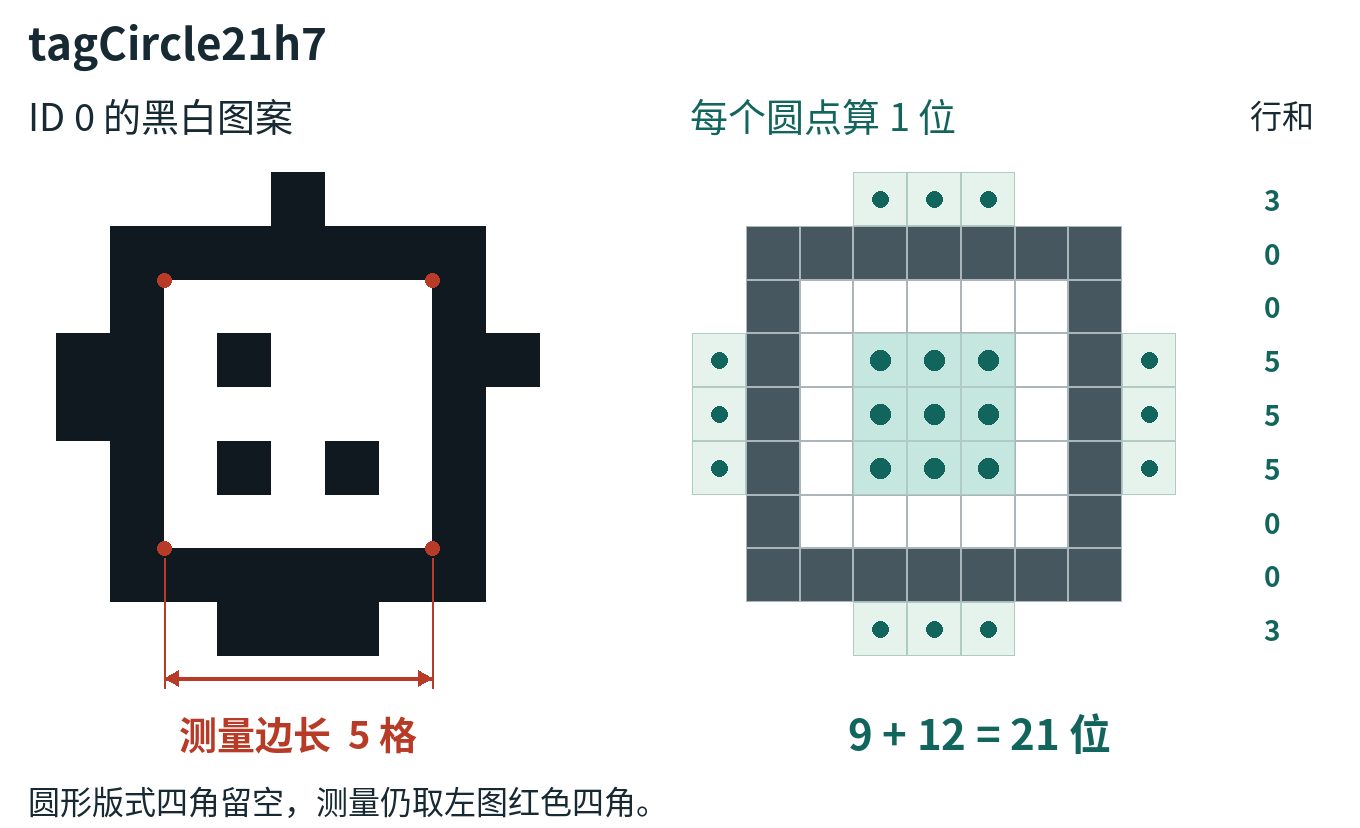 tagCircle21h7
ID 0 的黑白图案
每个圆点算 1 位
行和
3
0
0
5
5
5
0
0
3
测量边长 5 格
9 + 12 = 21 位
圆形版式四角留空，测量仍取左图红色四角。